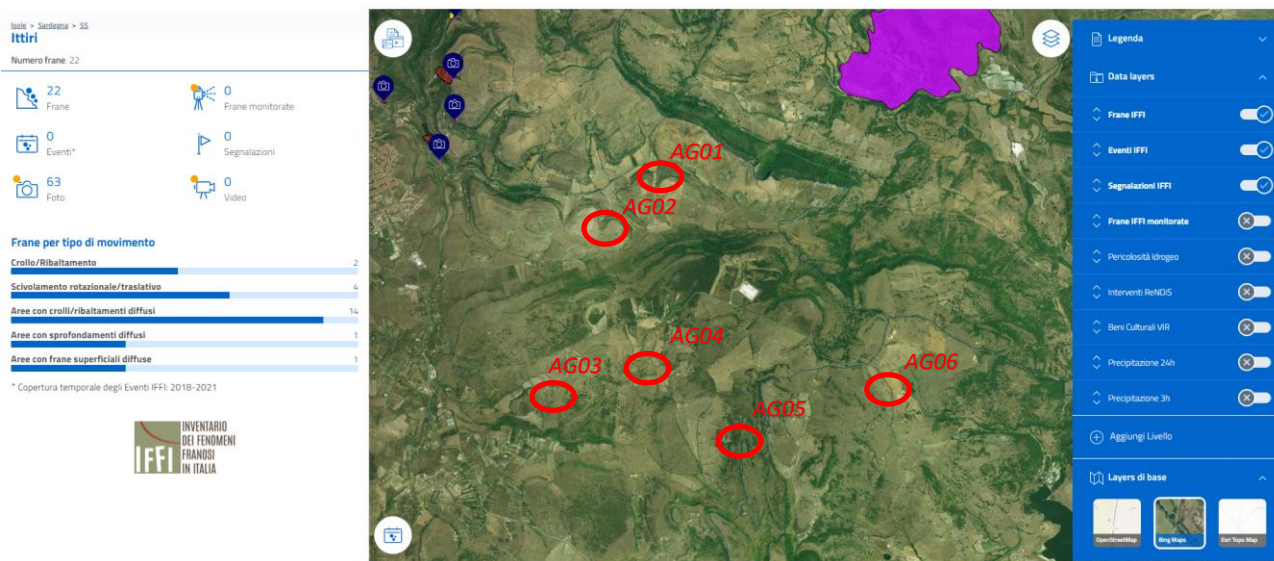 Isole > Sardegna > SS
Ittiri
Numero frane: 22
22
Frane
0
Frane monitorate
0
Eventi*
0
Segnalazioni
63
Foto
0
Video
Frane per tipo di movimento
Crollo/Ribaltamento 2
Scivolamento rotazionale/traslativo 4
Aree con crolli/ribaltamenti diffusi 14
Aree con sprofondamenti diffusi 1
Aree con frane superficiali diffuse 1
* Copertura temporale degli Eventi IFFI: 2018-2021
IFFI
INVENTARIO
DEI FENOMENI
FRANOSI
IN ITALIA
AG01
AG02
AG03
AG04
AG05
AG06
Legenda
Data layers
Frane IFFI
Eventi IFFI
Segnalazioni IFFI
Frane IFFI monitorate
Pericolosità Idrogeo
Interventi ReNDiS
Beni Culturali VIR
Precipitazione 24h
Precipitazione 3h
Aggiungi Livello
Layers di base
OpenStreetMap
Bing Maps
Esri Topo Map